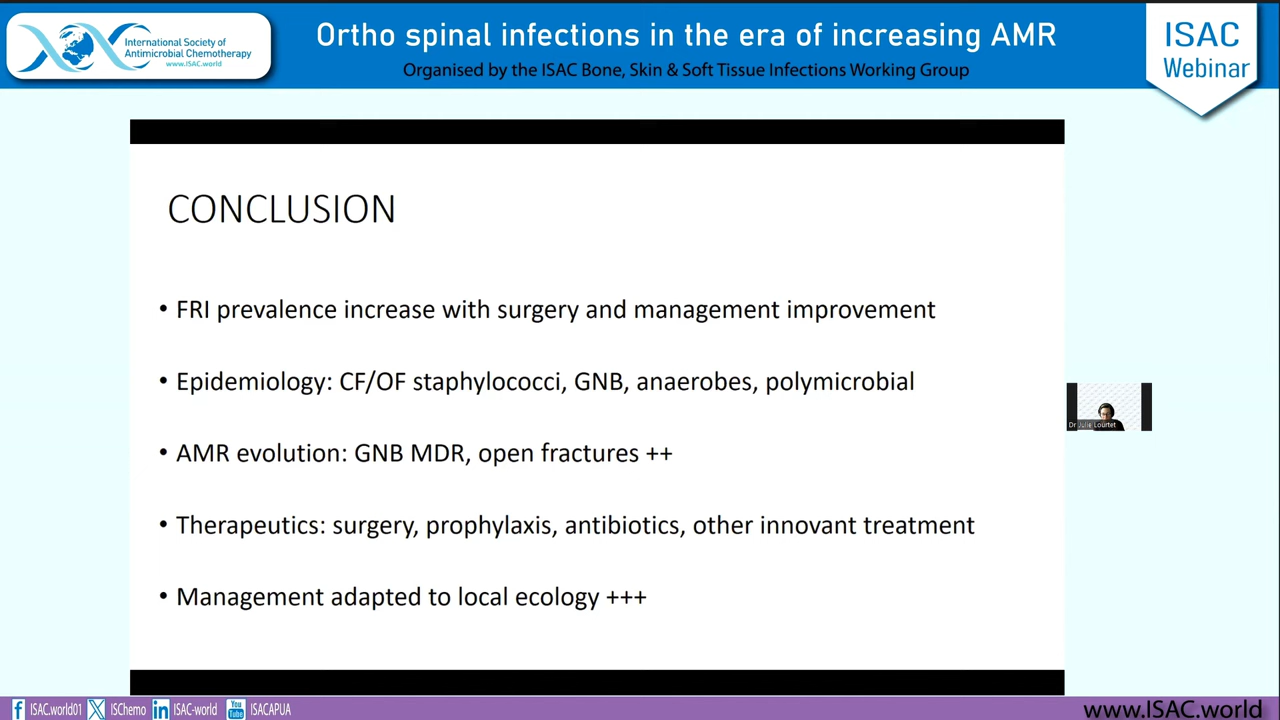 International Society of
Antimicrobial Chemotherapy
www.ISAC.world
Ortho spinal infections in the era of increasing AMR
Organised by the ISAC Bone, Skin & Soft Tissue Infections Working Group
ISAC
Webinar
CONCLUSION
• FRI prevalence increase with surgery and management improvement
• Epidemiology: CF/OF staphylococci, GNB, anaerobes, polymicrobial
• AMR evolution: GNB MDR, open fractures ++
• Therapeutics: surgery, prophylaxis, antibiotics, other innovant treatment
• Management adapted to local ecology +++
Dr Julie Lourtet
ISAC.world01
ISChemo
ISAC-world
You Tube
ISACAPUA
www.ISAC.world